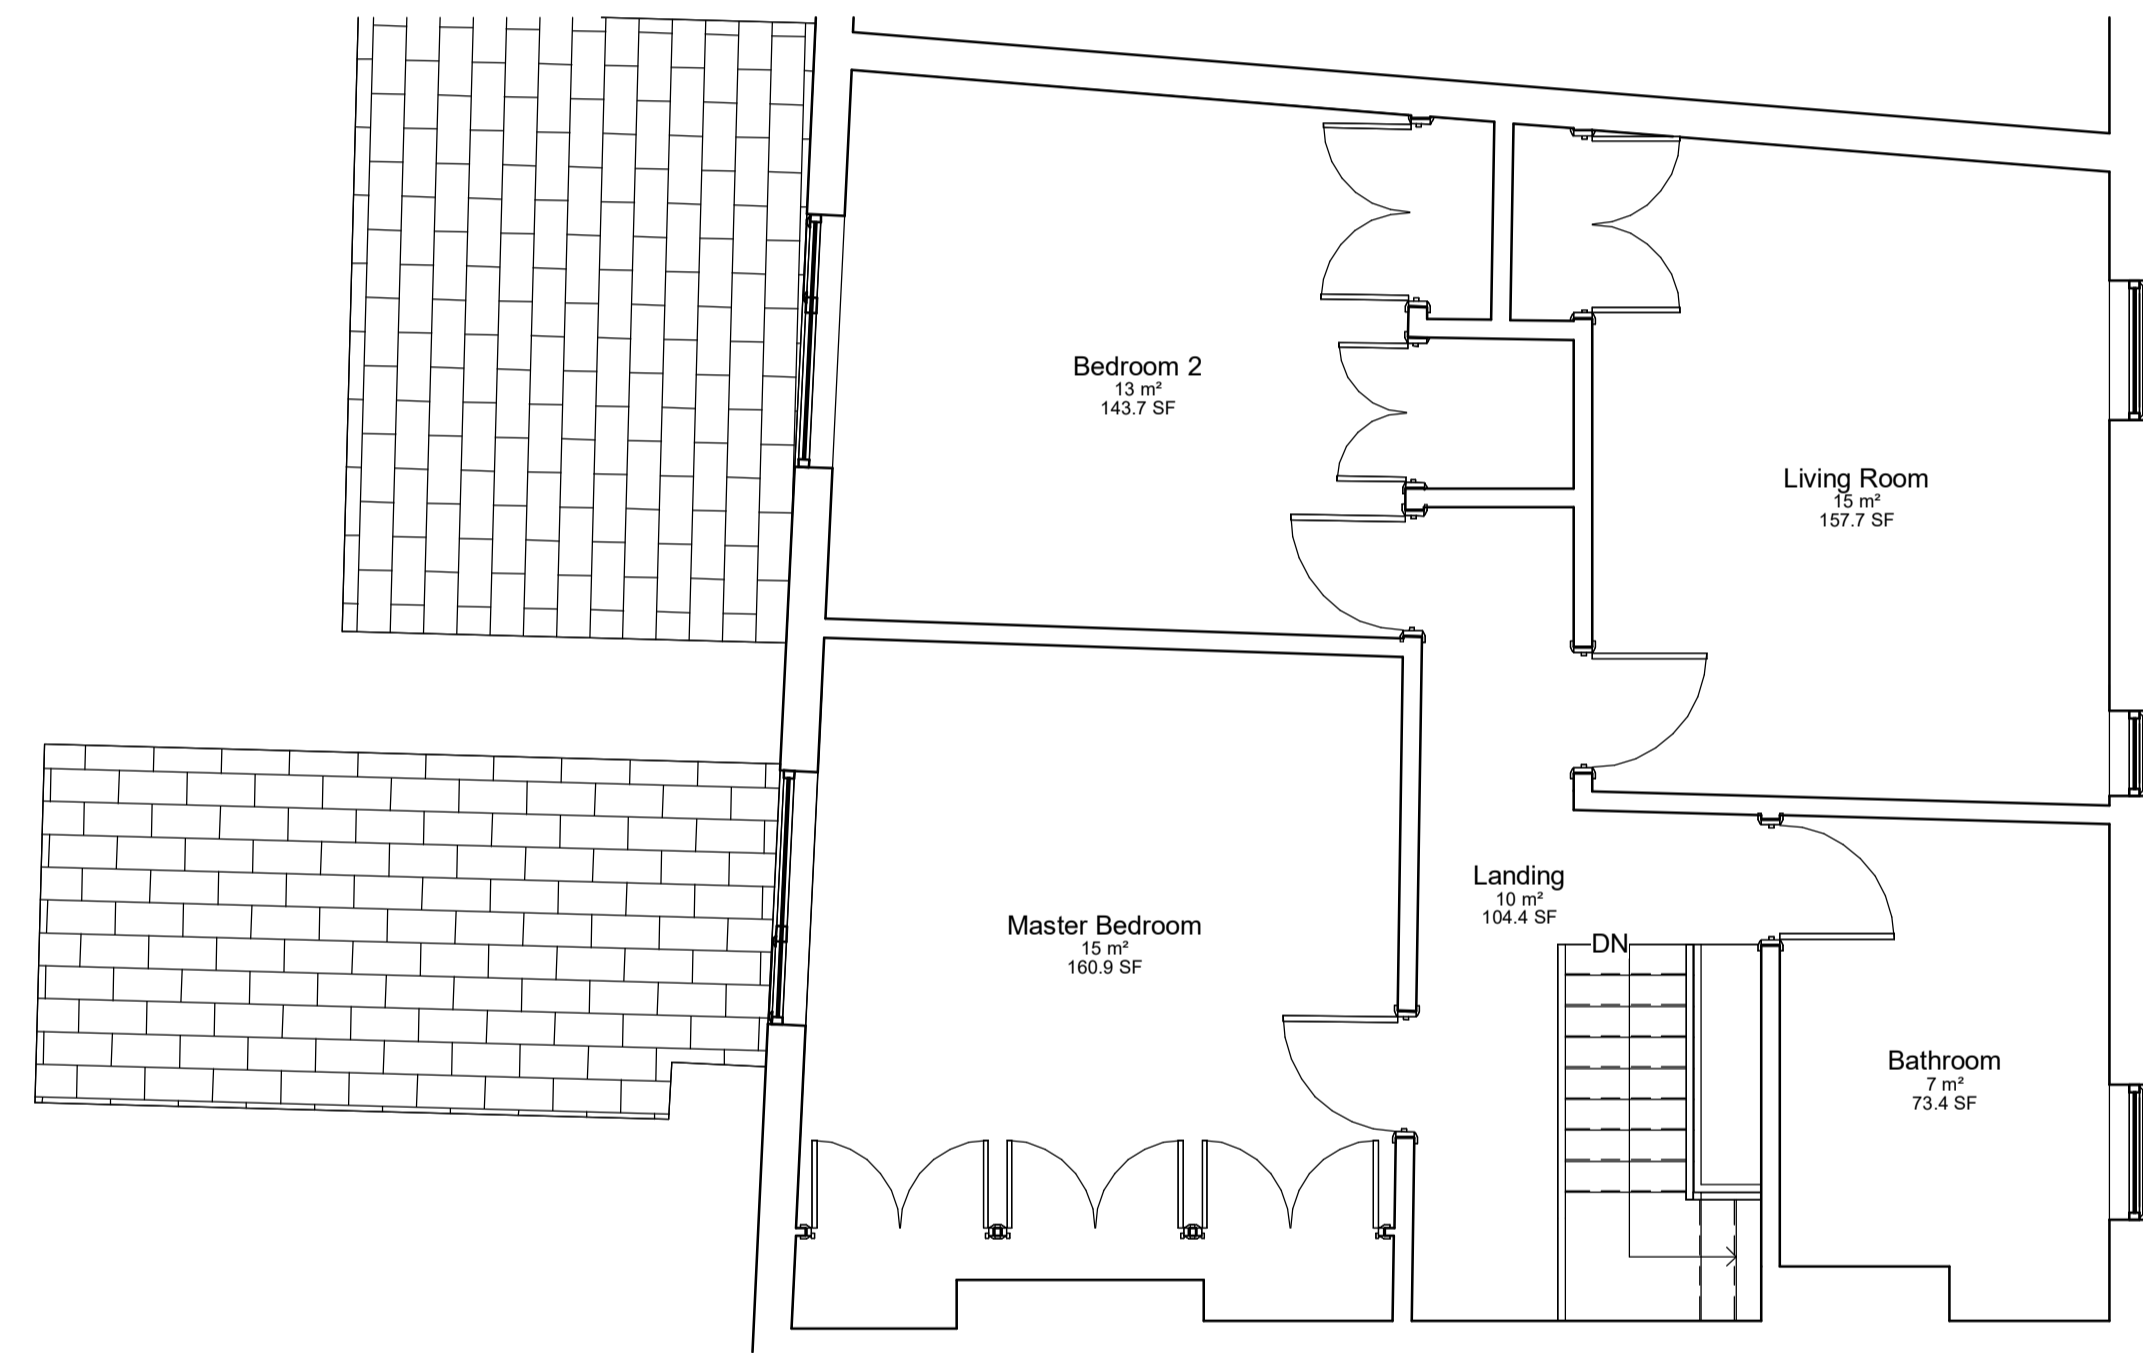 Bedroom 2
13 m²
143.7 SF
Living Room
15 m²
157.7 SF
Landing
10 m²
104.4 SF
DN
Master Bedroom
15 m²
160.9 SF
Bathroom
7 m²
73.4 SF